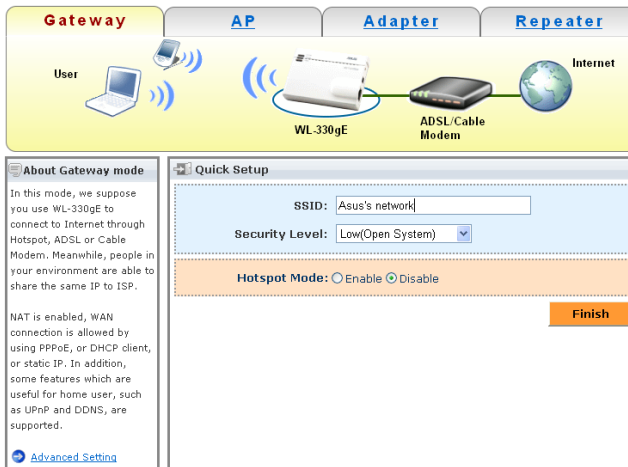 Gateway
AP
Adapter
Repeater
User
Internet
WL-330gE
ADSL/Cable
Modem
About Gateway mode
In this mode, we suppose
you use WL-330gE to
connect to Internet through
Hotspot, ADSL or Cable
Modem. Meanwhile, people in
your environment are able to
share the same IP to ISP.
NAT is enabled, WAN
connection is allowed by
using PPPoE, or DHCP client,
or static IP. In addition,
some features which are
useful for home user, such
as UPnP and DDNS, are
supported.
Advanced Setting
Quick Setup
SSID: Asus's network
Security Level: Low(Open System)
Hotspot Mode: Enable Disable
Finish